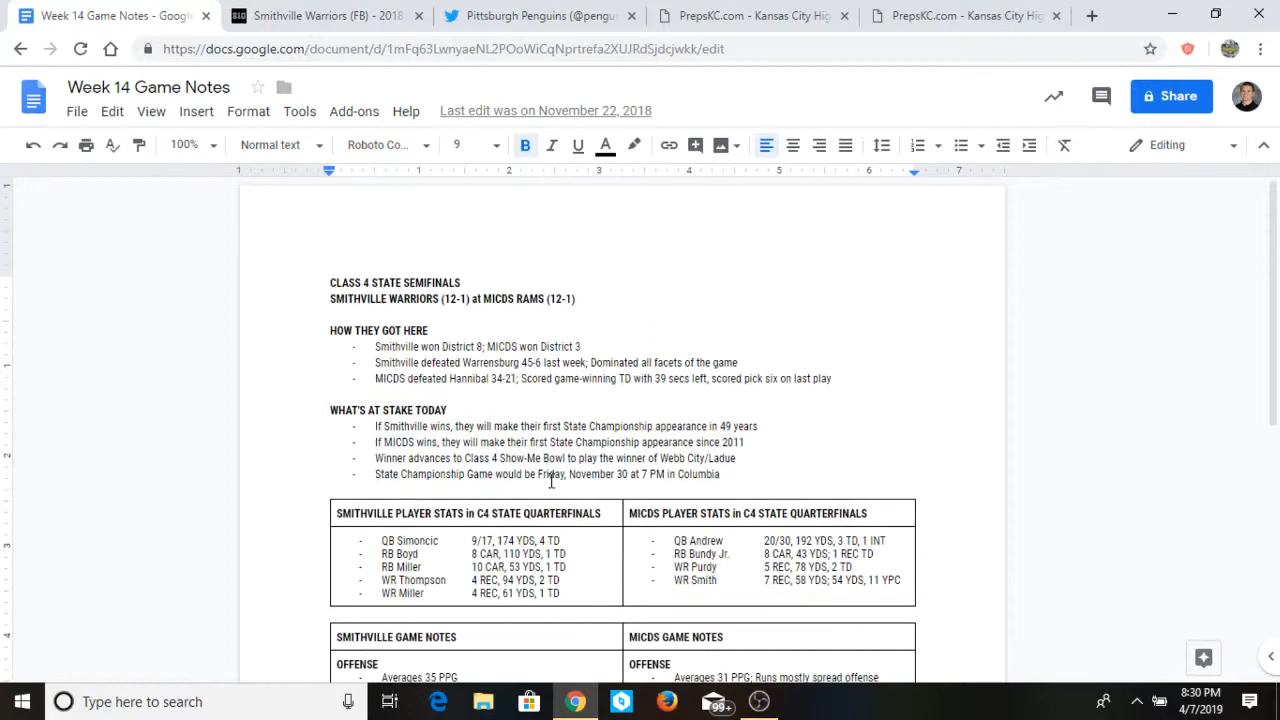 Week 14 Game Notes - Google
Smithville Warriors (FB) - 2018
Pittsburgh Penguins (@pengu
PrepsKC.com - Kansas City Hig
PrepsKC.com - Kansas City Hig
https://docs.google.com/document/d/1mFq63LwnyaeNL2POoWiCqNprtrefa2XUJRdSjdcjwkk/edit
Week 14 Game Notes
File Edit View Insert Format Tools Add-ons Help Last edit was on November 22, 2018
Share
100% Normal text Roboto Co... 9 B I U A Editing
1 1 2 3 4 5 6 7
CLASS 4 STATE SEMIFINALS
SMITHVILLE WARRIORS (12-1) at MICDS RAMS (12-1)
HOW THEY GOT HERE
- Smithville won District 8; MICDS won District 3
- Smithville defeated Warrensburg 45-6 last week; Dominated all facets of the game
- MICDS defeated Hannibal 34-21; Scored game-winning TD with 39 secs left, scored pick six on last play
WHAT'S AT STAKE TODAY
- If Smithville wins, they will make their first State Championship appearance in 49 years
- If MICDS wins, they will make their first State Championship appearance since 2011
- Winner advances to Class 4 Show-Me Bowl to play the winner of Webb City/Ladue
- State Championship Game would be Friday, November 30 at 7 PM in Columbia
SMITHVILLE PLAYER STATS in C4 STATE QUARTERFINALS
- QB Simoncic 9/17, 174 YDS, 4 TD
- RB Boyd 8 CAR, 110 YDS, 1 TD
- RB Miller 10 CAR, 53 YDS, 1 TD
- WR Thompson 4 REC, 94 YDS, 2 TD
- WR Miller 4 REC, 61 YDS, 1 TD
MICDS PLAYER STATS in C4 STATE QUARTERFINALS
- QB Andrew 20/30, 192 YDS, 3 TD, 1 INT
- RB Bundy Jr. 8 CAR, 43 YDS; 1 REC TD
- WR Purdy 5 REC, 78 YDS, 2 TD
- WR Smith 7 REC, 58 YDS; 54 YDS, 11 YPC
SMITHVILLE GAME NOTES
OFFENSE
- Averages 35 PPG
MICDS GAME NOTES
OFFENSE
- Averages 31 PPG; Runs mostly spread offense
Type here to search
99+
8:30 PM
4/7/2019